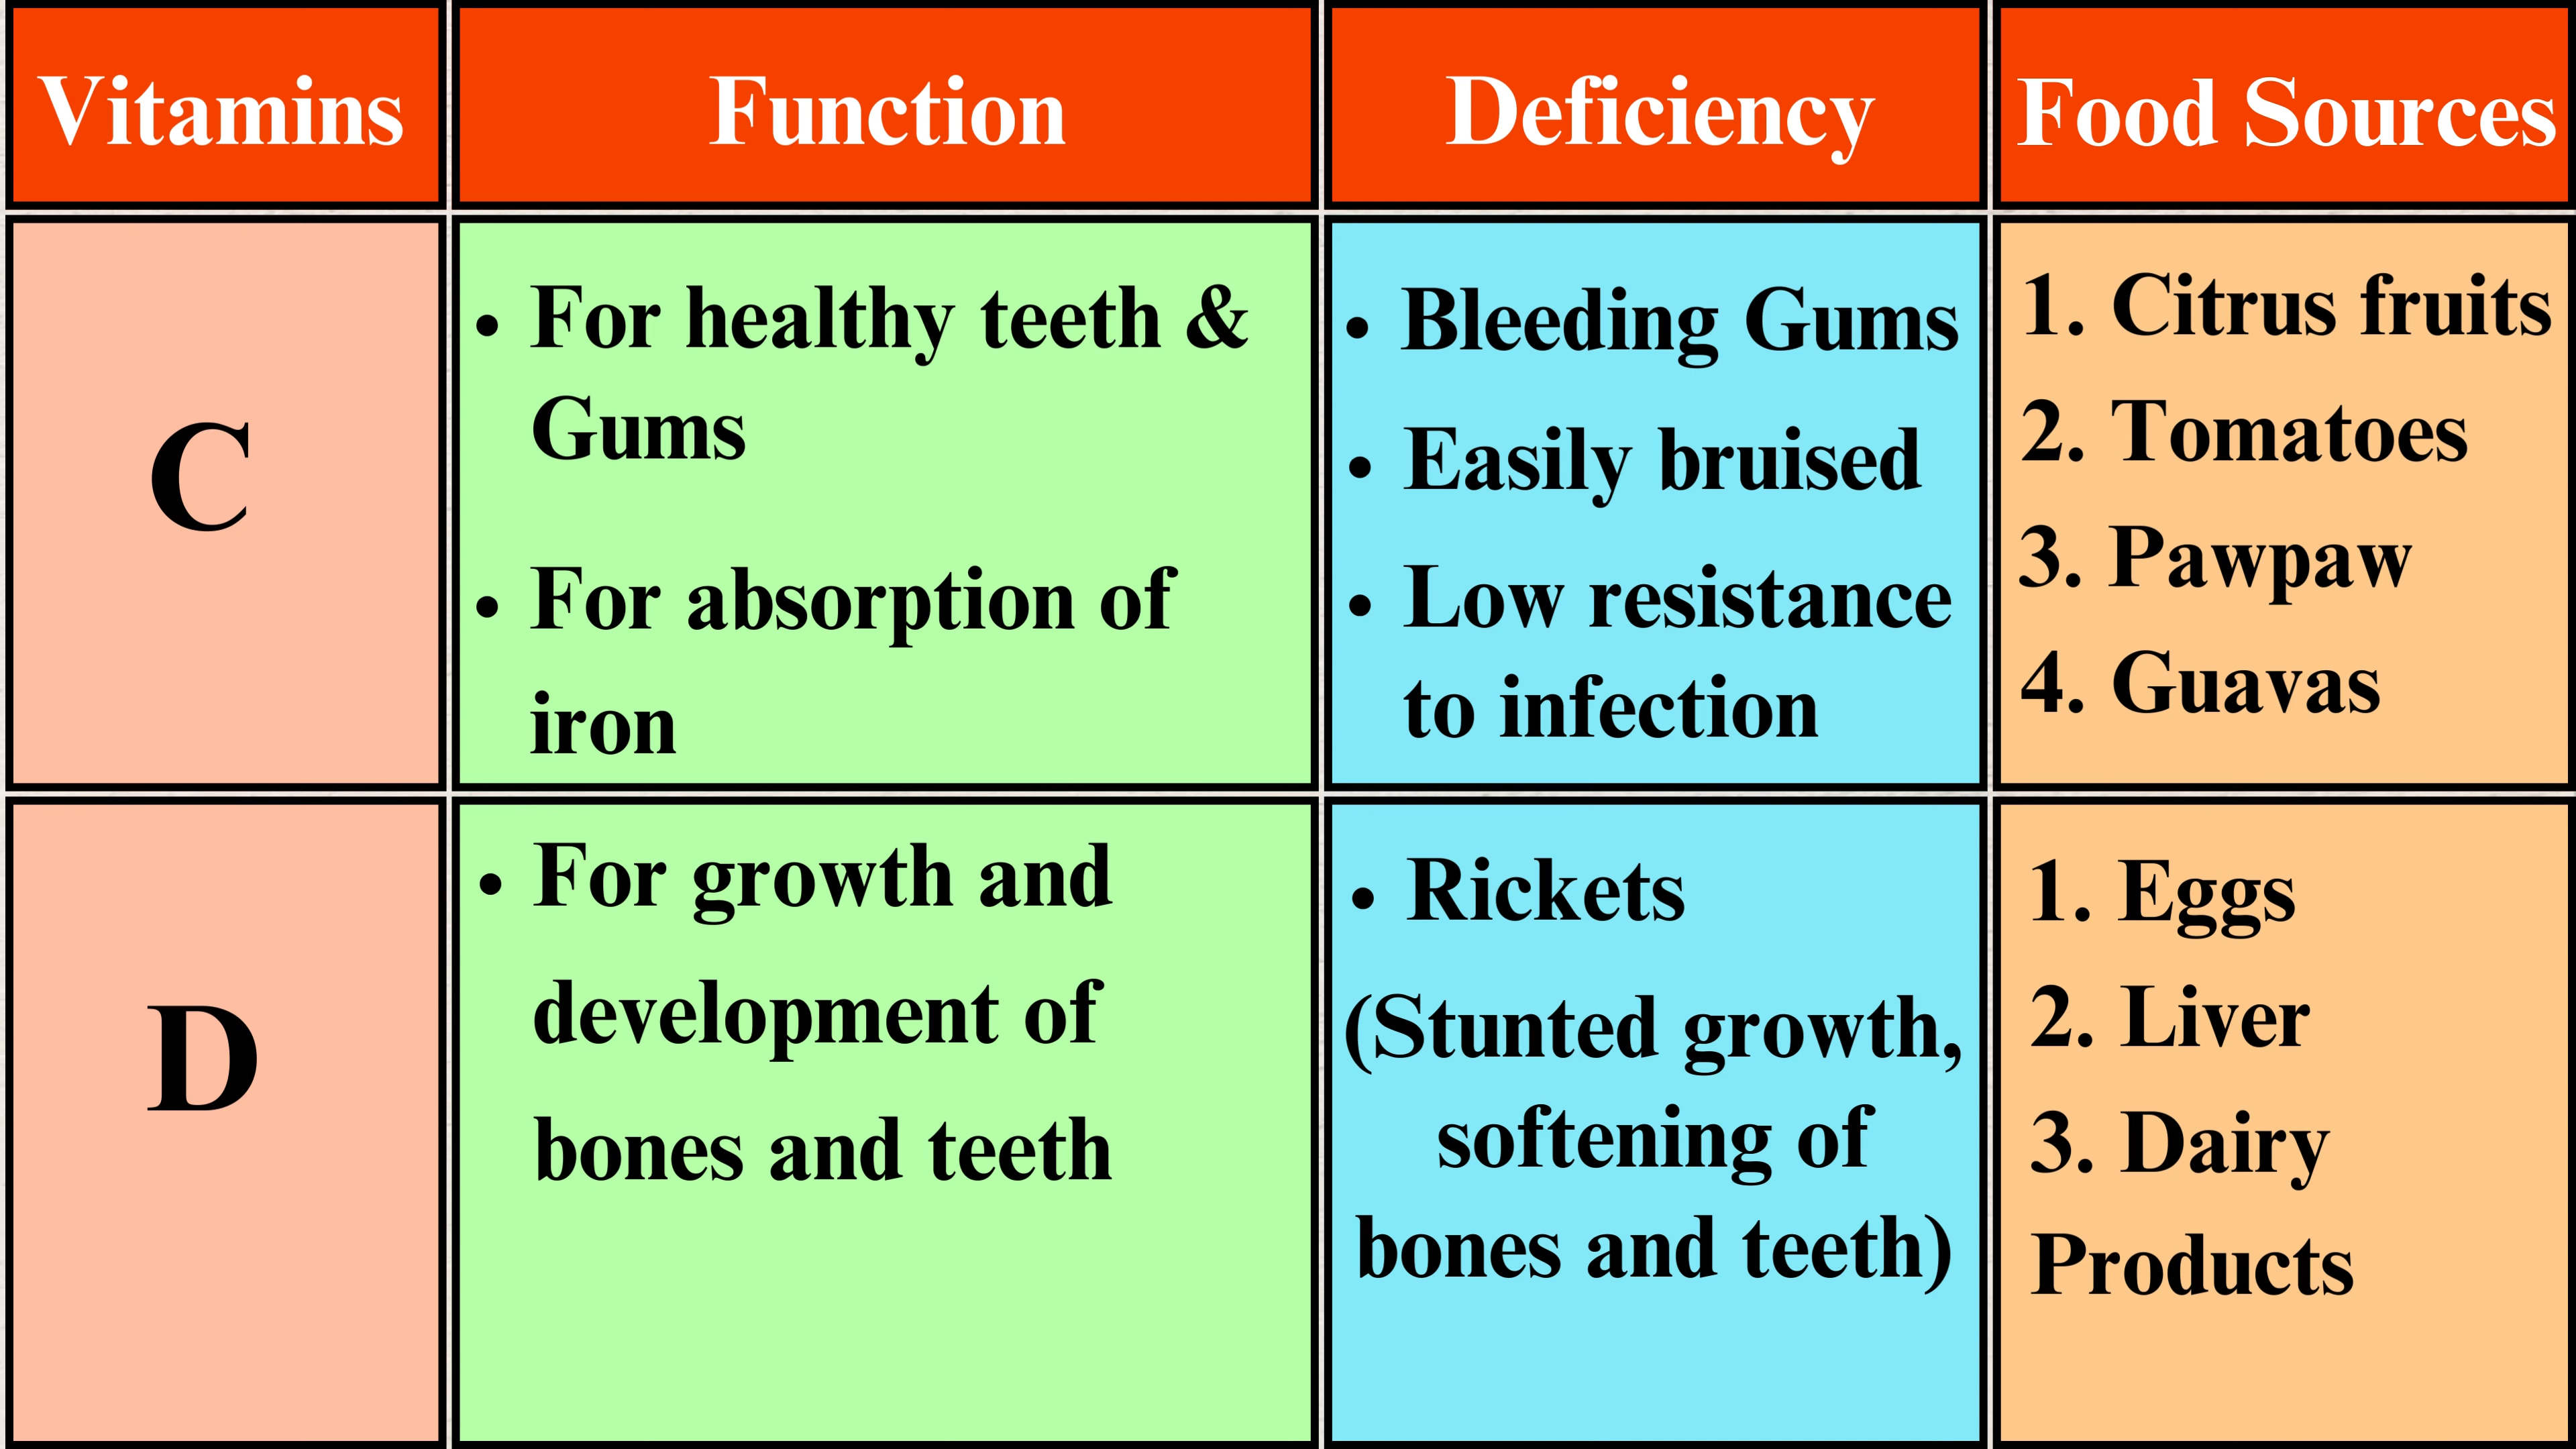 Vitamins
Function
Deficiency
Food Sources
C
• For healthy teeth &
Gums
• For absorption of
iron
• Bleeding Gums
• Easily bruised
• Low resistance
to infection
1. Citrus fruits
2. Tomatoes
3. Pawpaw
4. Guavas
D
• For growth and
development of
bones and teeth
• Rickets
(Stunted growth,
softening of
bones and teeth)
1. Eggs
2. Liver
3. Dairy
Products